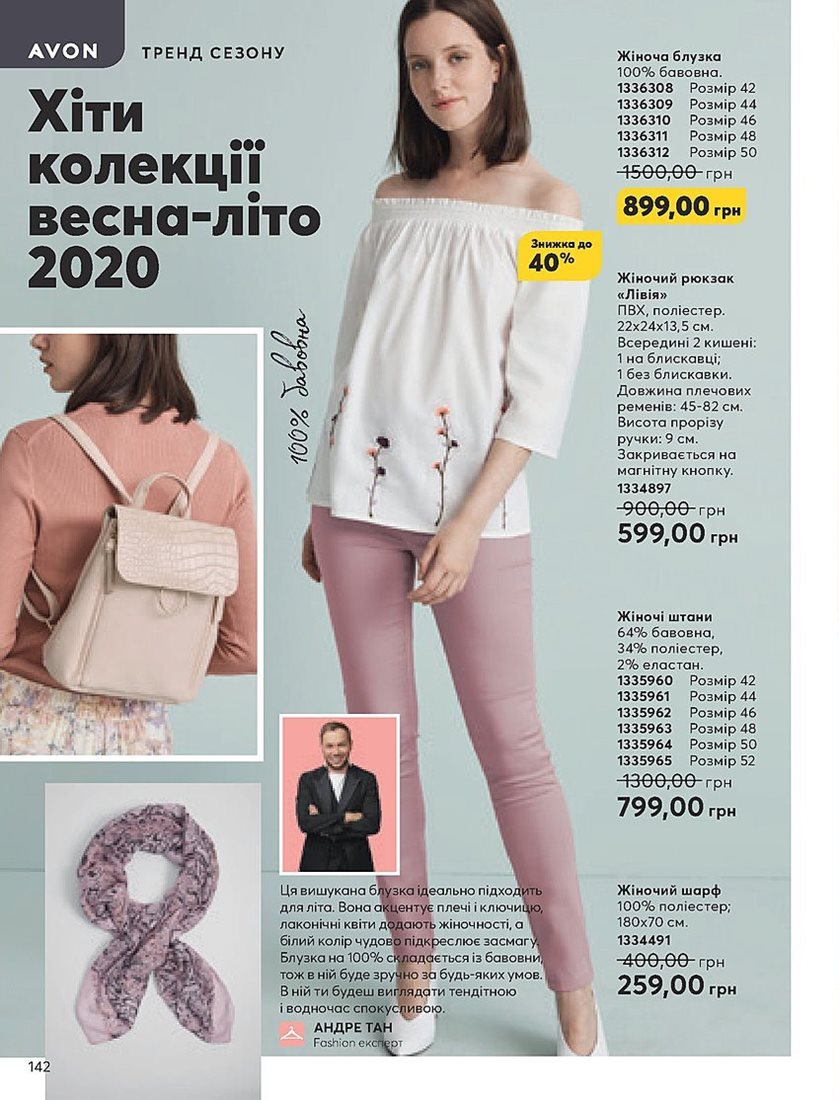 AVON
ТРЕНД СЕЗОНУ
Хіти
колекції
весна-літо
2020
100% бавовна
Знижка до
40%
Жіноча блузка
100% бавовна.
1336308 Розмір 42
1336309 Розмір 44
1336310 Розмір 46
1336311 Розмір 48
1336312 Розмір 50
1500,00 грн
899,00 грн
Жіночий рюкзак
«Лівія»
ПВХ, поліестер.
22х24х13,5 см.
Всередині 2 кишені:
1 на блискавці;
1 без блискавки.
Довжина плечових
ременів: 45-82 см.
Висота прорізу
ручки: 9 см.
Закривається на
магнітну кнопку.
1334897
900,00 грн
599,00 грн
Жіночі штани
64% бавовна,
34% поліестер,
2% еластан.
1335960 Розмір 42
1335961 Розмір 44
1335962 Розмір 46
1335963 Розмір 48
1335964 Розмір 50
1335965 Розмір 52
1300,00 грн
799,00 грн
Жіночий шарф
100% поліестер;
180х70 см.
1334491
400,00 грн
259,00 грн
Ця вишукана блузка ідеально підходить
для літа. Вона акцентує плечі і ключицю,
лаконічні квіти додають жіночності, а
білий колір чудово підкреслює засмагу.
Блузка на 100% складається із бавовни,
тож в ній буде зручно за будь-яких умов.
В ній ти будеш виглядати тендітною
і водночас спокусливою.
АНДРЕ ТАН
Fashion експерт
142